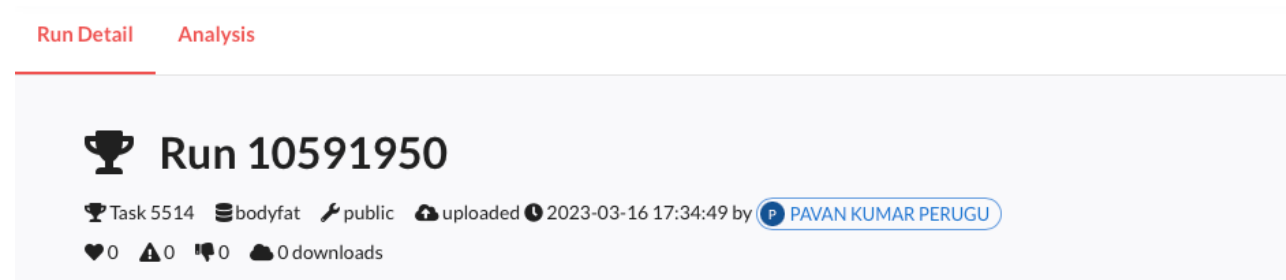 Run Detail Analysis
Run 10591950
Task 5514 bodyfat public uploaded 2023-03-16 17:34:49 by P PAVAN KUMAR PERUGU
0 0 0 0 downloads